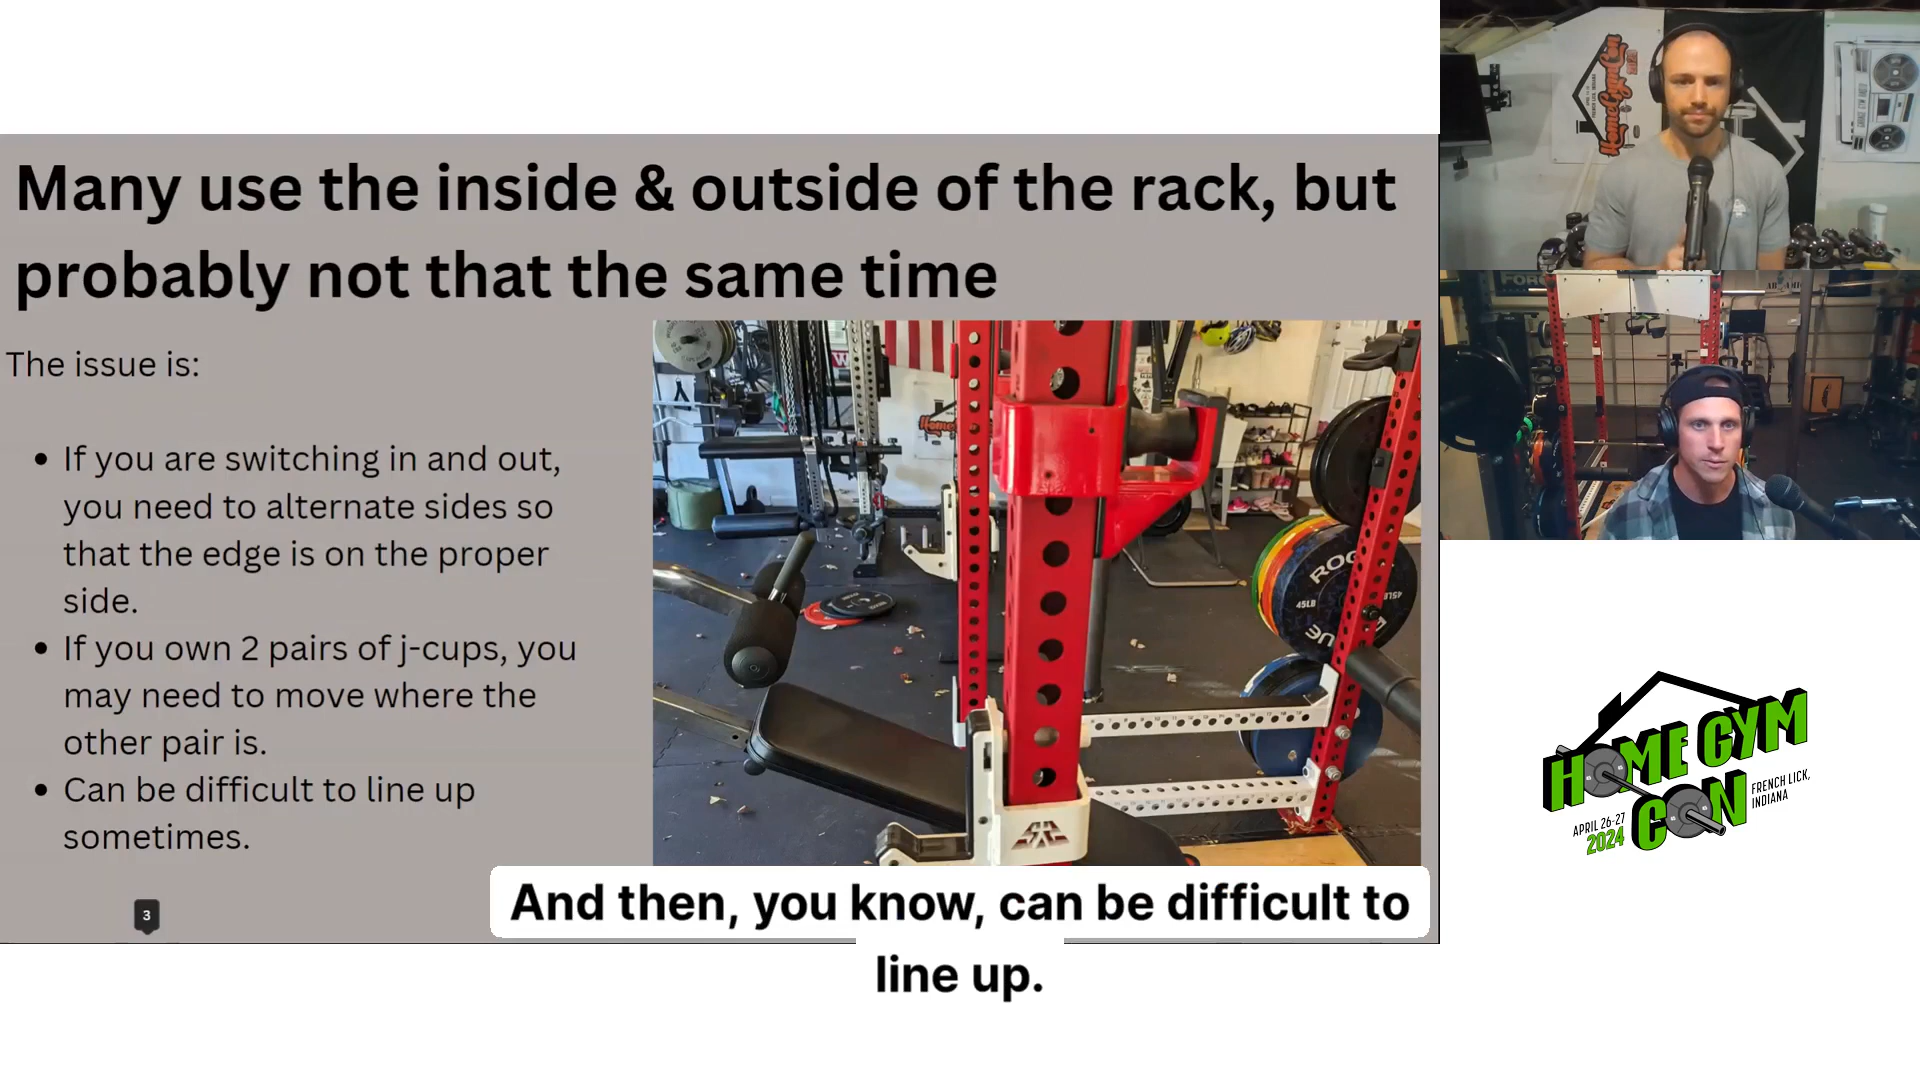 Many use the inside & outside of the rack, but
probably not that the same time
The issue is:
• If you are switching in and out,
you need to alternate sides so
that the edge is on the proper
side.
• If you own 2 pairs of j-cups, you
may need to move where the
other pair is.
• Can be difficult to line up
sometimes.
3
ROGUE
45LB
45LB
And then, you know, can be difficult to
line up.
HomeGymCon
HOME GYM
CON
FRENCH LICK,
INDIANA
APRIL 26-27
2024